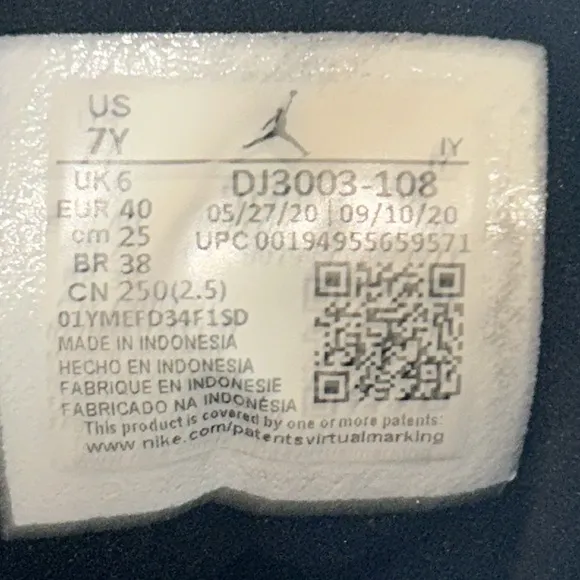 US
7Y
IY
UK 6
DJ3003-108
EUR 40
05/27/20 | 09/10/20
cm 25
UPC 00194955659571
BR 38
CN 250(2.5)
01YMEFD34F1SD
MADE IN INDONESIA
HECHO EN INDONESIA
FABRIQUE EN INDONESIE
FABRICADO NA INDONÉSIA
This product is covered by one or more patents:
www.nike.com/patentsvirtualmarking